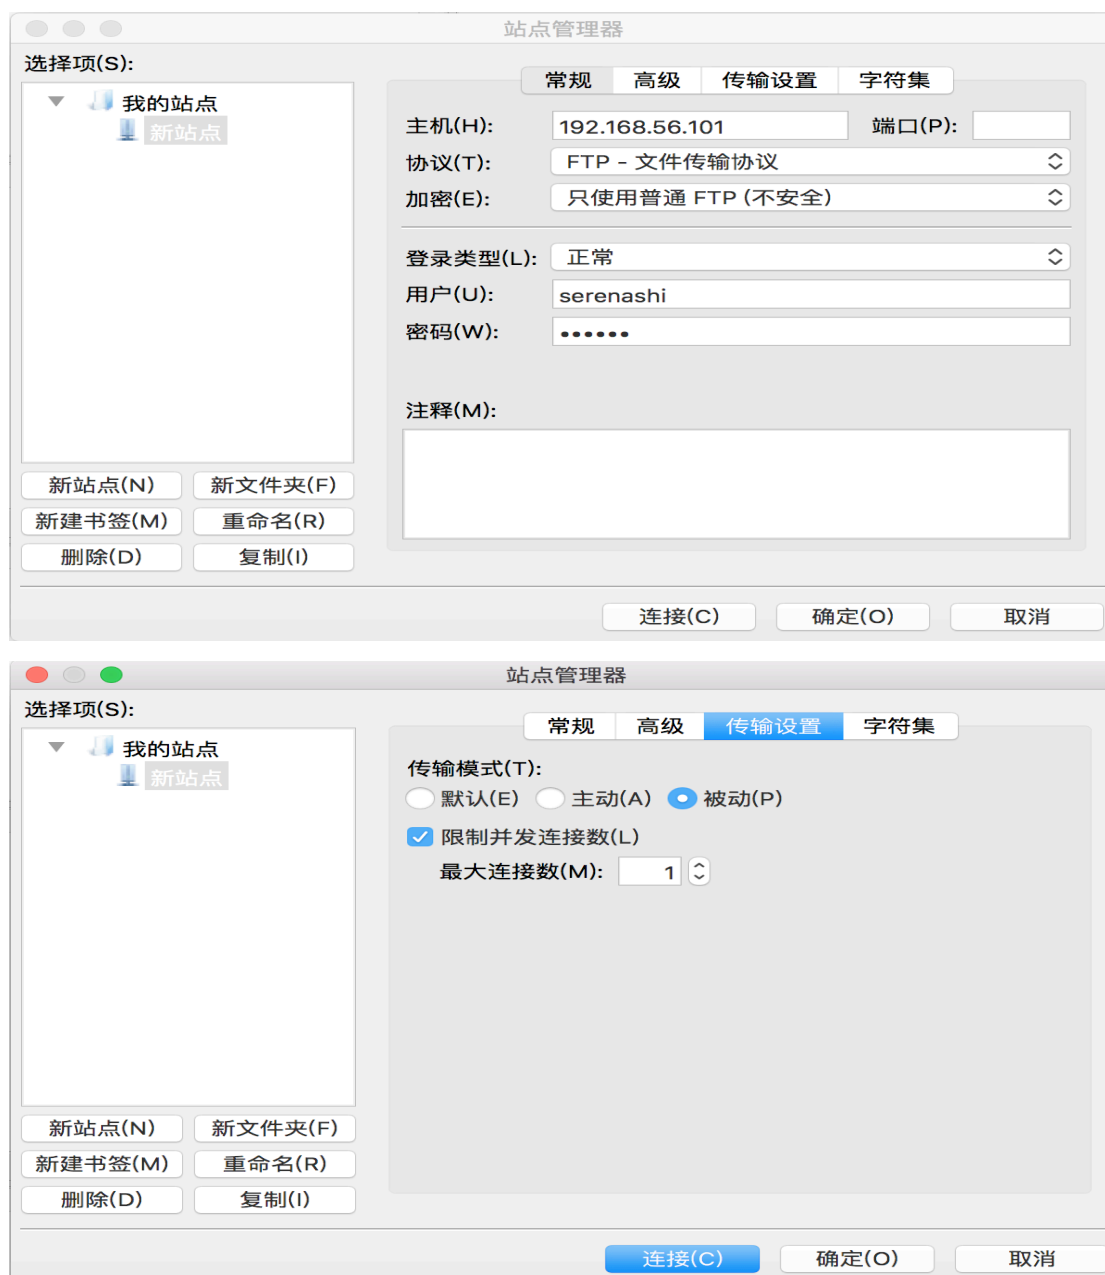 站点管理器
选择项(S):
我的站点
新站点
常规 高级 传输设置 字符集
主机(H): 192.168.56.101 端口(P):
协议(T): FTP - 文件传输协议
加密(E): 只使用普通 FTP (不安全)
登录类型(L): 正常
用户(U): serenashi
密码(W): ••••••
注释(M):
新站点(N) 新文件夹(F)
新建书签(M) 重命名(R)
删除(D) 复制(I)
连接(C) 确定(O) 取消
站点管理器
选择项(S):
我的站点
新站点
常规 高级 传输设置 字符集
传输模式(T):
默认(E) 主动(A) 被动(P)
限制并发连接数(L)
最大连接数(M): 1
新站点(N) 新文件夹(F)
新建书签(M) 重命名(R)
删除(D) 复制(I)
连接(C) 确定(O) 取消